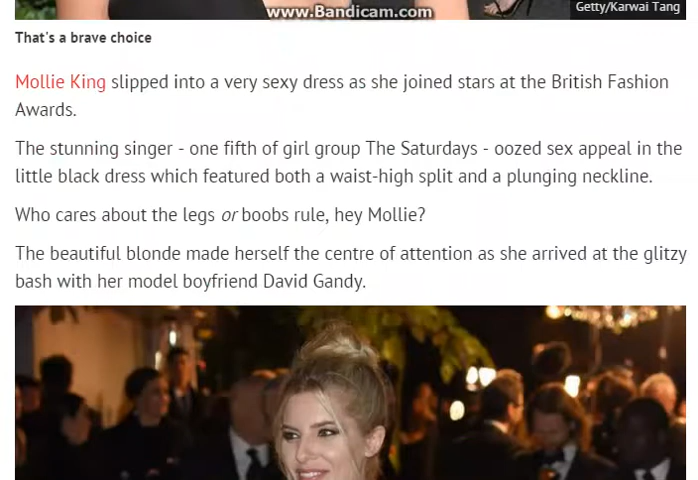 www.Bandicam.com
Getty/Karwai Tang
That's a brave choice
Mollie King slipped into a very sexy dress as she joined stars at the British Fashion
Awards.
The stunning singer - one fifth of girl group The Saturdays - oozed sex appeal in the
little black dress which featured both a waist-high split and a plunging neckline.
Who cares about the legs or boobs rule, hey Mollie?
The beautiful blonde made herself the centre of attention as she arrived at the glitzy
bash with her model boyfriend David Gandy.